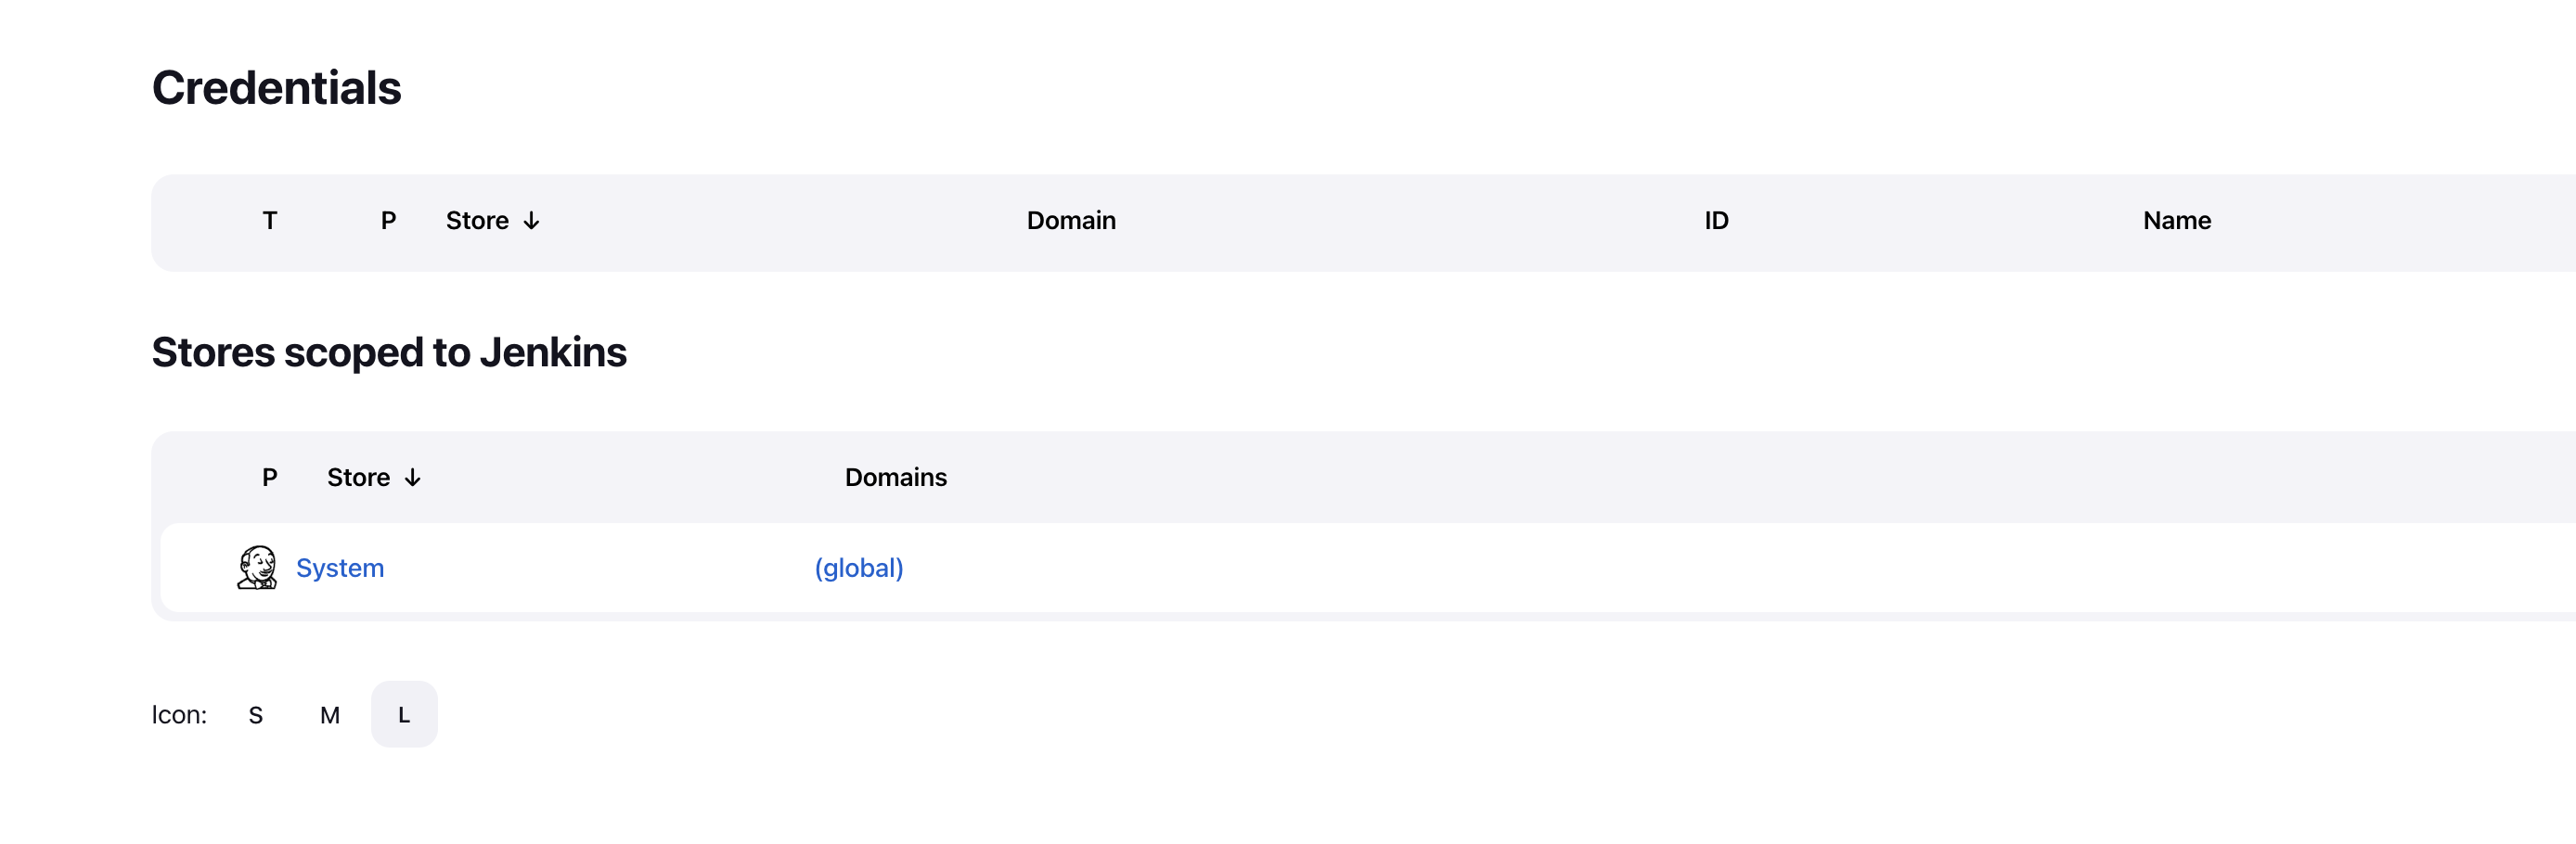 Credentials
T P Store ↓ Domain ID Name
Stores scoped to Jenkins
P Store ↓ Domains
System (global)
Icon: S M L